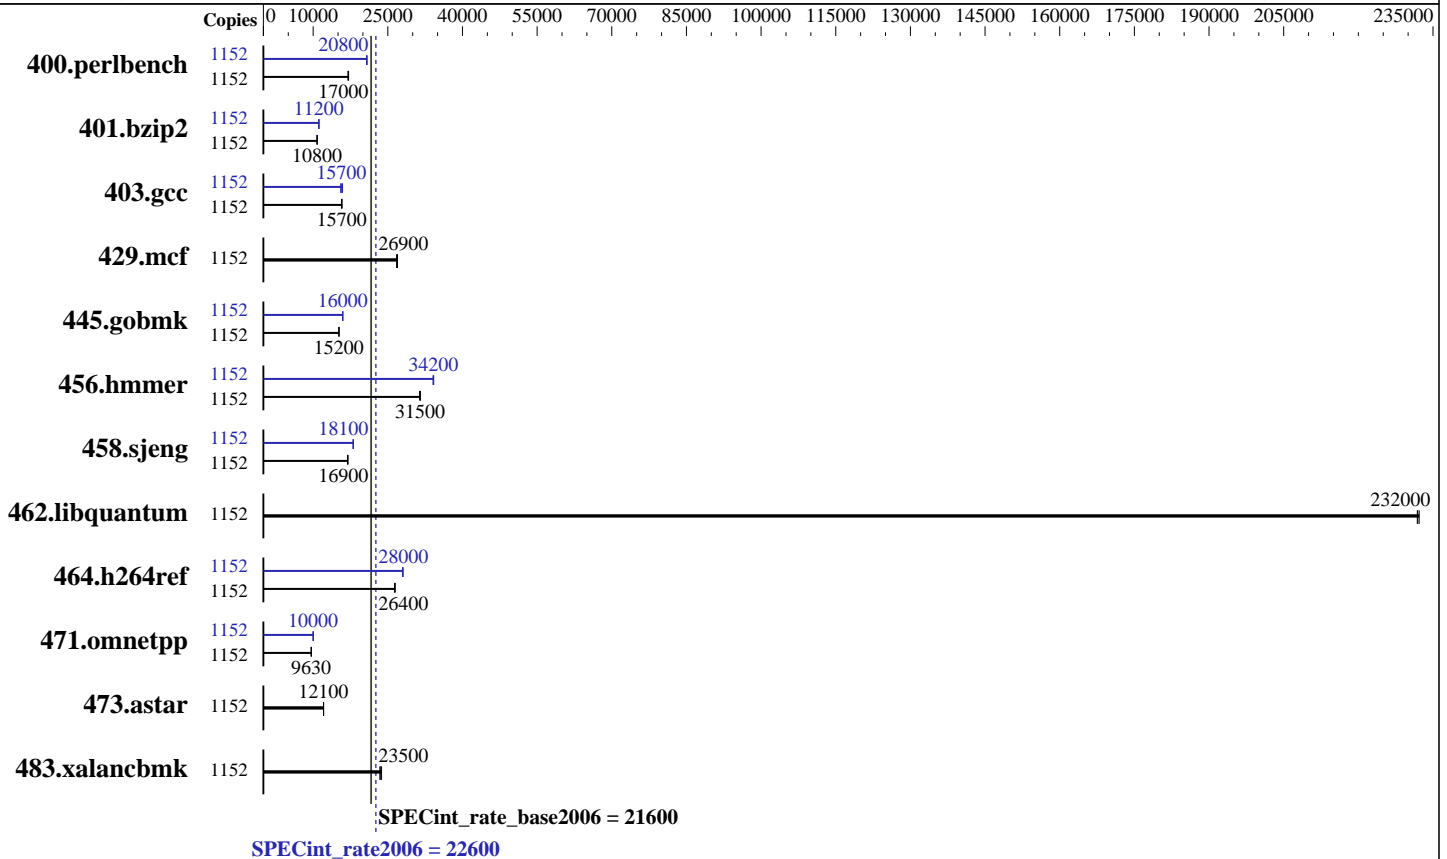 Copies 0 10000 25000 40000 55000 70000 85000 100000 115000 130000 145000 160000 175000 190000 205000 235000
400.perlbench 1152 20800
1152 17000
401.bzip2 1152 11200
1152 10800
403.gcc 1152 15700
1152 15700
429.mcf 1152 26900
445.gobmk 1152 16000
1152 15200
456.hmmer 1152 34200
1152 31500
458.sjeng 1152 18100
1152 16900
462.libquantum 1152 232000
464.h264ref 1152 28000
1152 26400
471.omnetpp 1152 10000
1152 9630
473.astar 1152 12100
483.xalancbmk 1152 23500
SPECint_rate_base2006 = 21600
SPECint_rate2006 = 22600